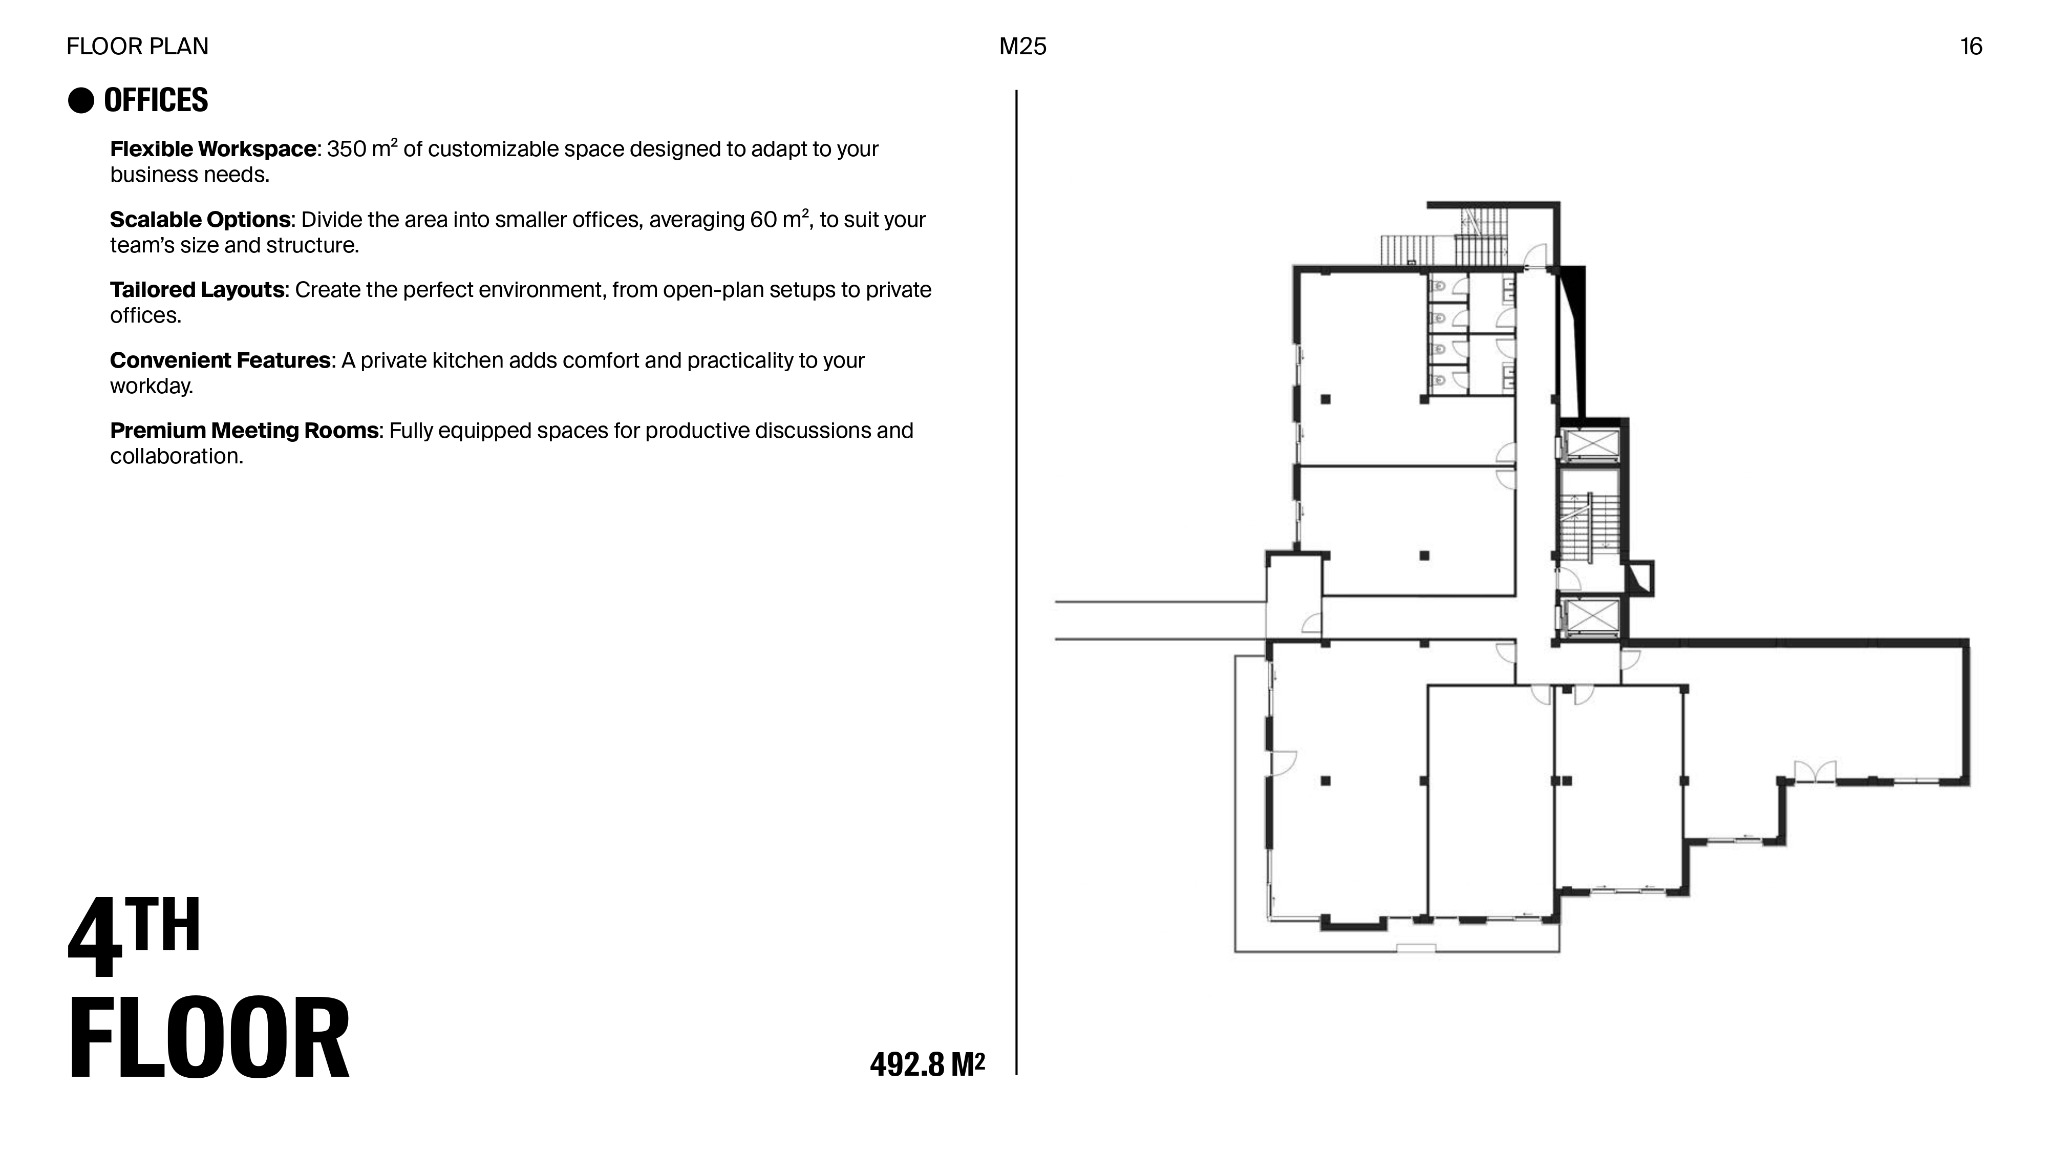 FLOOR PLAN
M25
16
● OFFICES
Flexible Workspace: 350 m² of customizable space designed to adapt to your
business needs.
Scalable Options: Divide the area into smaller offices, averaging 60 m², to suit your
team’s size and structure.
Tailored Layouts: Create the perfect environment, from open-plan setups to private
offices.
Convenient Features: A private kitchen adds comfort and practicality to your
workday.
Premium Meeting Rooms: Fully equipped spaces for productive discussions and
collaboration.
4TH
FLOOR
492.8 M²